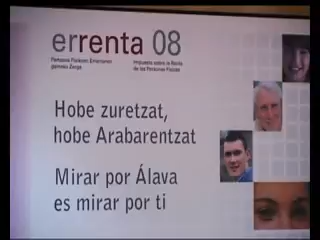 errenta 08
Pertsona Fisikoen Errentaren
gaineko Zerga
Impuesto sobre la Renta
de las Personas Físicas
Hobe zuretzat,
hobe Arabarentzat
Mirar por Álava
es mirar por ti